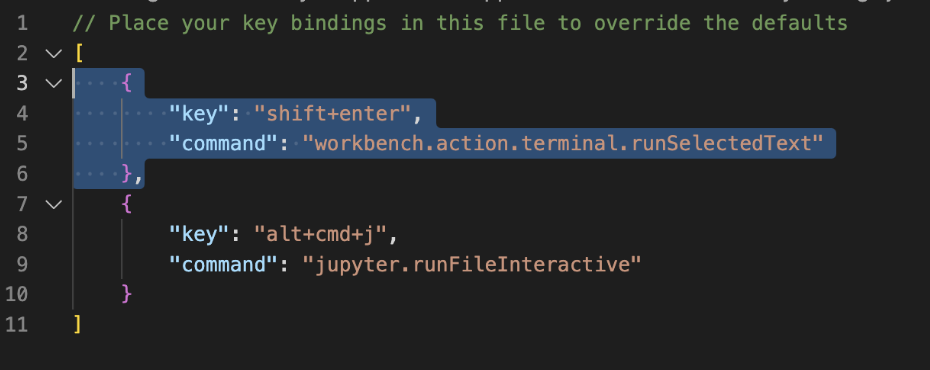 1 // Place your key bindings in this file to override the defaults
2 [
3 {
4 "key": "shift+enter",
5 "command": "workbench.action.terminal.runSelectedText"
6 },
7 {
8 "key": "alt+cmd+j",
9 "command": "jupyter.runFileInteractive"
10 }
11 ]